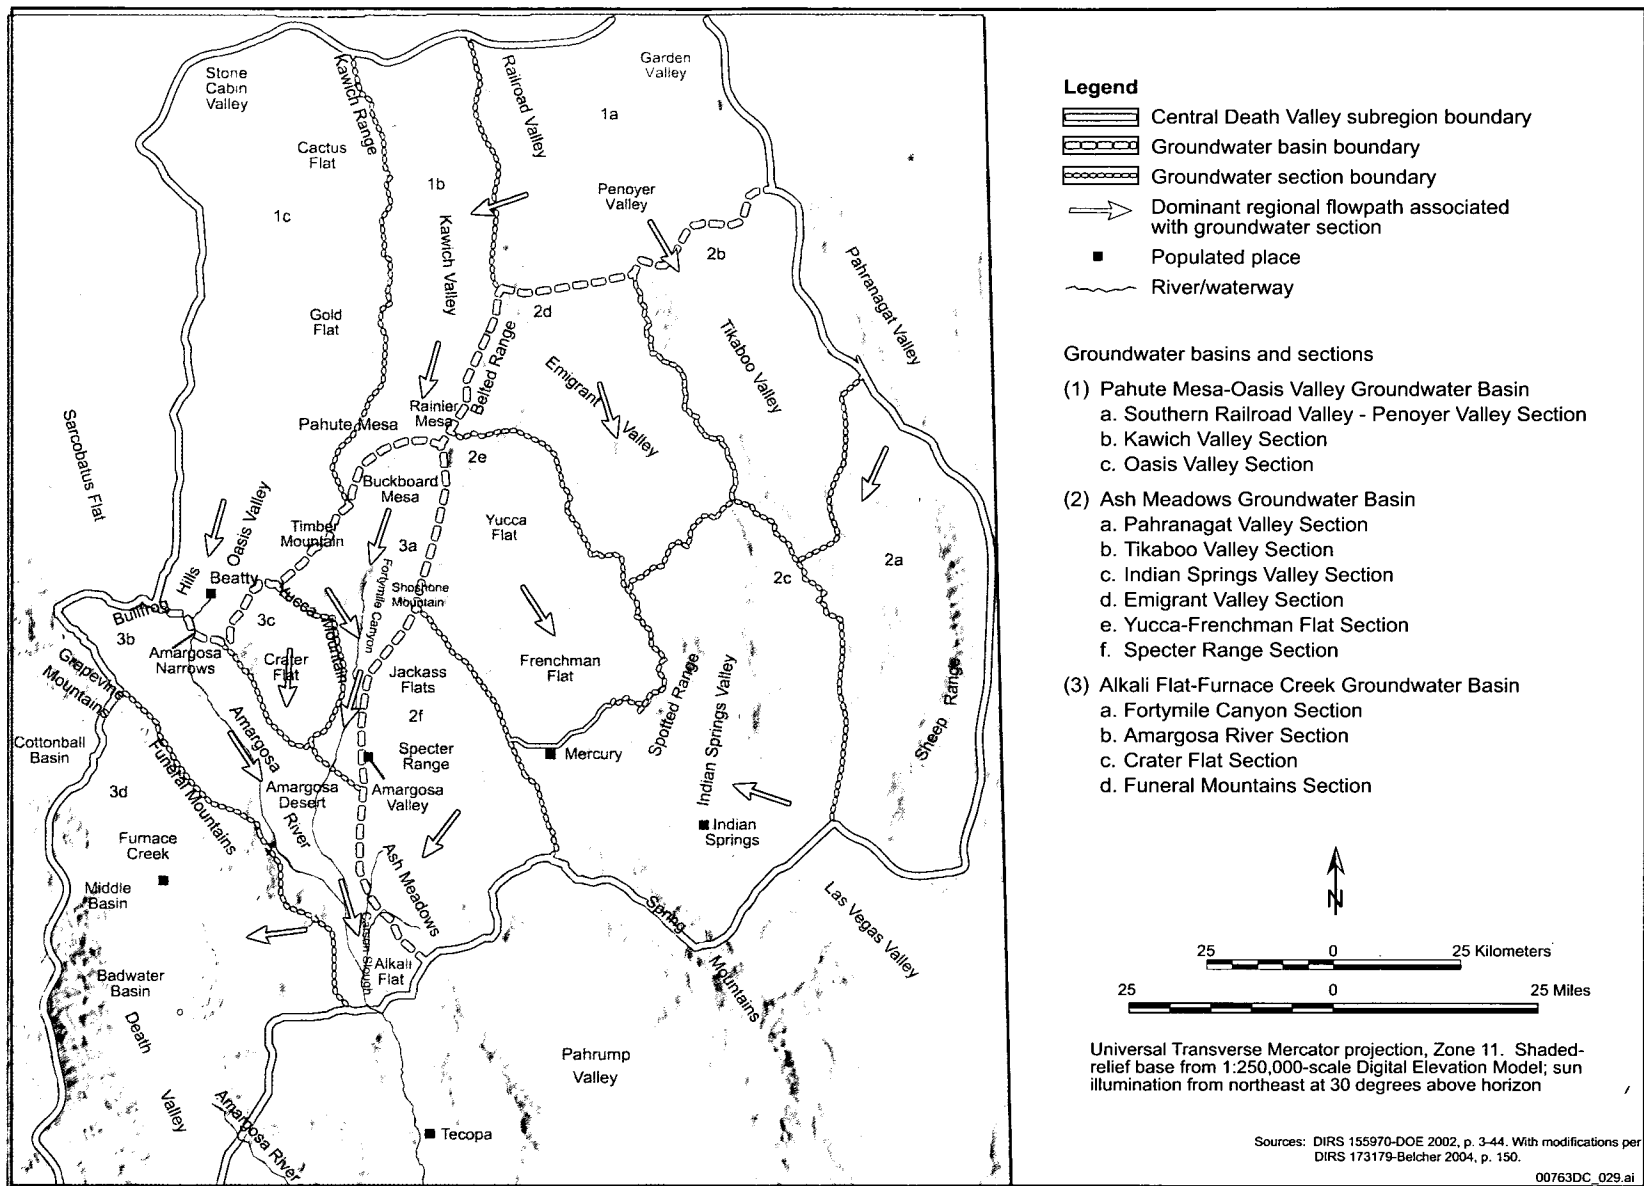 Stone
Cabin
Valley
Kawich Range
Railroad Valley
Garden
Valley
1a
Cactus
Flat
1b
1c
Penoyer
Valley
Kawich Valley
2b
Pahranagat Valley
Gold
Flat
2d
Belted Range
Tikaboo Valley
Emigrant
Valley
Rainier
Mesa
Pahute Mesa
Sarcobatus Flat
2e
Buckboard
Mesa
Oasis Valley
Timber
Mountain
Yucca
Flat
3a
2a
2c
Hills
Beatty
Bullfrog
Yucca
Mountain
Fortymile Canyon
Shoshone
Mountain
3b
3c
Amargosa
Narrows
Crater
Flat
Grapevine
Mountains
Jackass
Flats
Frenchman
Flat
2f
Spotted Range
Indian Springs Valley
Sheep Range
Cottonball
Basin
Funeral Mountains
Amargosa
River
Specter
Range
Mercury
3d
Amargosa
Desert
Amargosa
Valley
Indian
Springs
Furnace
Creek
Middle
Basin
Ash Meadows
Carson Slough
Spring
Mountains
Las Vegas Valley
Alkali
Flat
Badwater
Basin
Death
Valley
Pahrump
Valley
Amargosa River
Tecopa
Legend
Central Death Valley subregion boundary
Groundwater basin boundary
Groundwater section boundary
Dominant regional flowpath associated
with groundwater section
Populated place
River/waterway
Groundwater basins and sections
(1) Pahute Mesa-Oasis Valley Groundwater Basin
a. Southern Railroad Valley - Penoyer Valley Section
b. Kawich Valley Section
c. Oasis Valley Section
(2) Ash Meadows Groundwater Basin
a. Pahranagat Valley Section
b. Tikaboo Valley Section
c. Indian Springs Valley Section
d. Emigrant Valley Section
e. Yucca-Frenchman Flat Section
f. Specter Range Section
(3) Alkali Flat-Furnace Creek Groundwater Basin
a. Fortymile Canyon Section
b. Amargosa River Section
c. Crater Flat Section
d. Funeral Mountains Section
N
25 0 25 Kilometers
25 0 25 Miles
Universal Transverse Mercator projection, Zone 11. Shaded-
relief base from 1:250,000-scale Digital Elevation Model; sun
illumination from northeast at 30 degrees above horizon
Sources: DIRS 155970-DOE 2002, p. 3-44. With modifications per
DIRS 173179-Belcher 2004, p. 150.
00763DC_029.ai